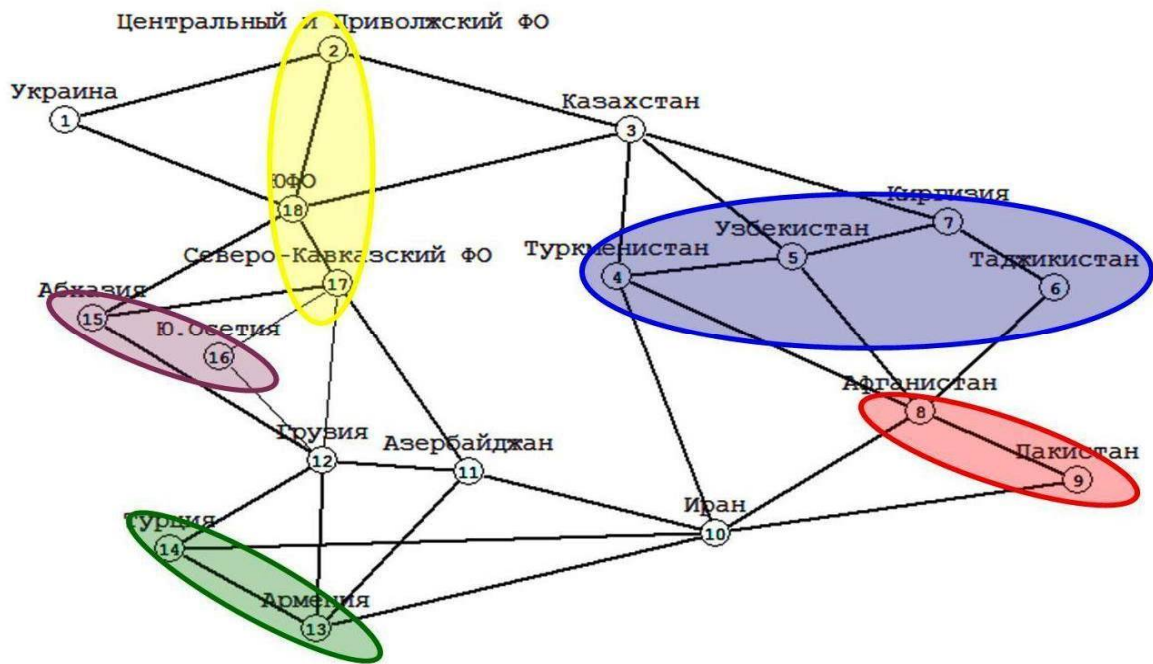 Центральный и Приволжский ФО
2
Украина
1
Казахстан
3
ЮФО
18
Киргизия
7
Узбекистан
5
Северо-Кавказский ФО
17
Туркменистан
4
Таджикистан
6
Абхазия
15
Ю.Осетия
16
Афганистан
8
Грузия
12
Азербайджан
11
Пакистан
9
Иран
10
Турция
14
Армения
13